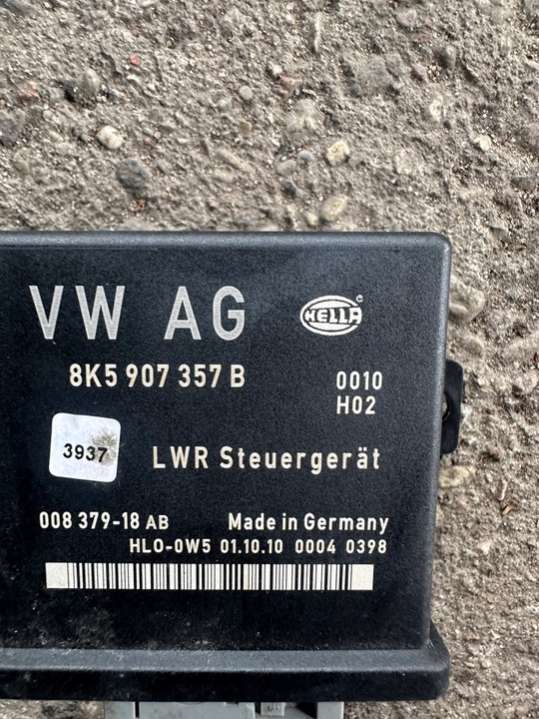 VW AG HELLA
8K5 907 357 B 0010
H02
3937 LWR Steuergerät
008 379-18 AB Made in Germany
HLO-0W5 01.10.10 0004 0398